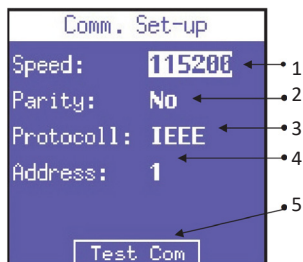 Comm. Set-up
Speed: 115200 1
Parity: No 2
Protocoll: IEEE 3
Address: 1 4
5
Test Com